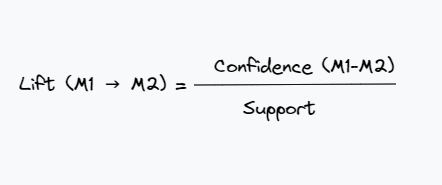 Lift (M1 → M2) = Confidence (M1-M2)
Support